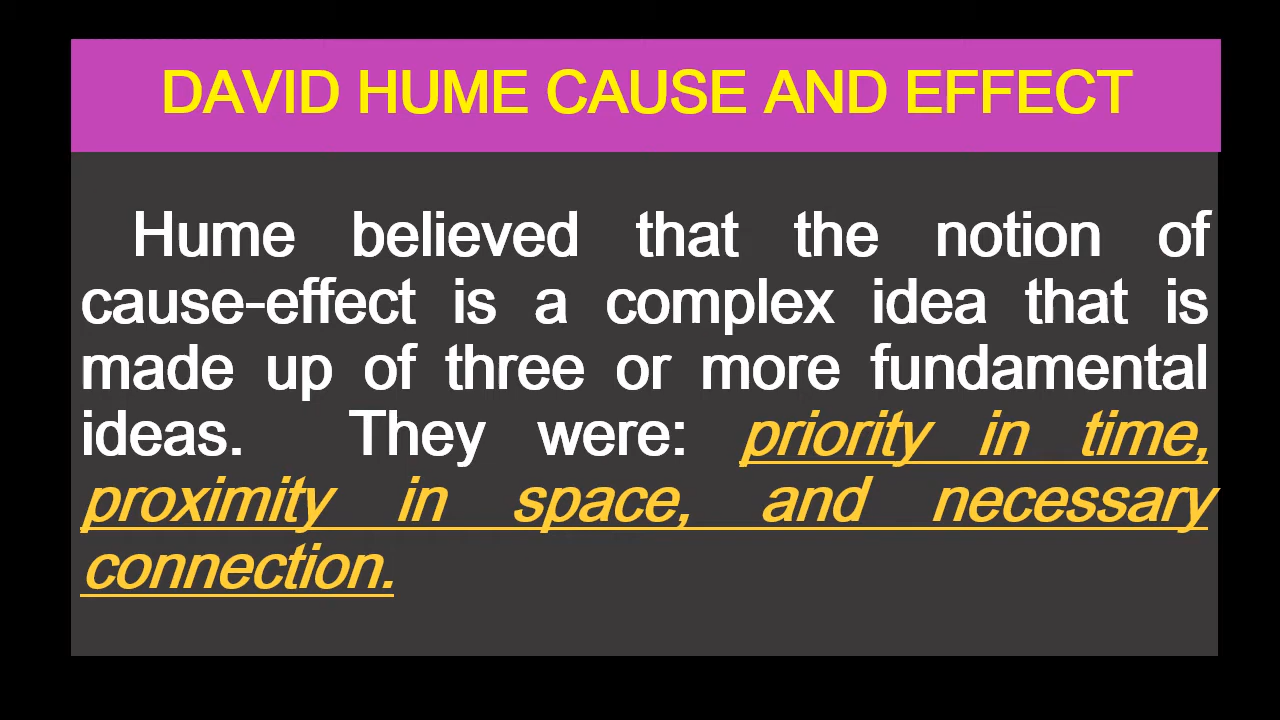 DAVID HUME CAUSE AND EFFECT
Hume believed that the notion of
cause-effect is a complex idea that is
made up of three or more fundamental
ideas. They were: priority in time,
proximity in space, and necessary
connection.